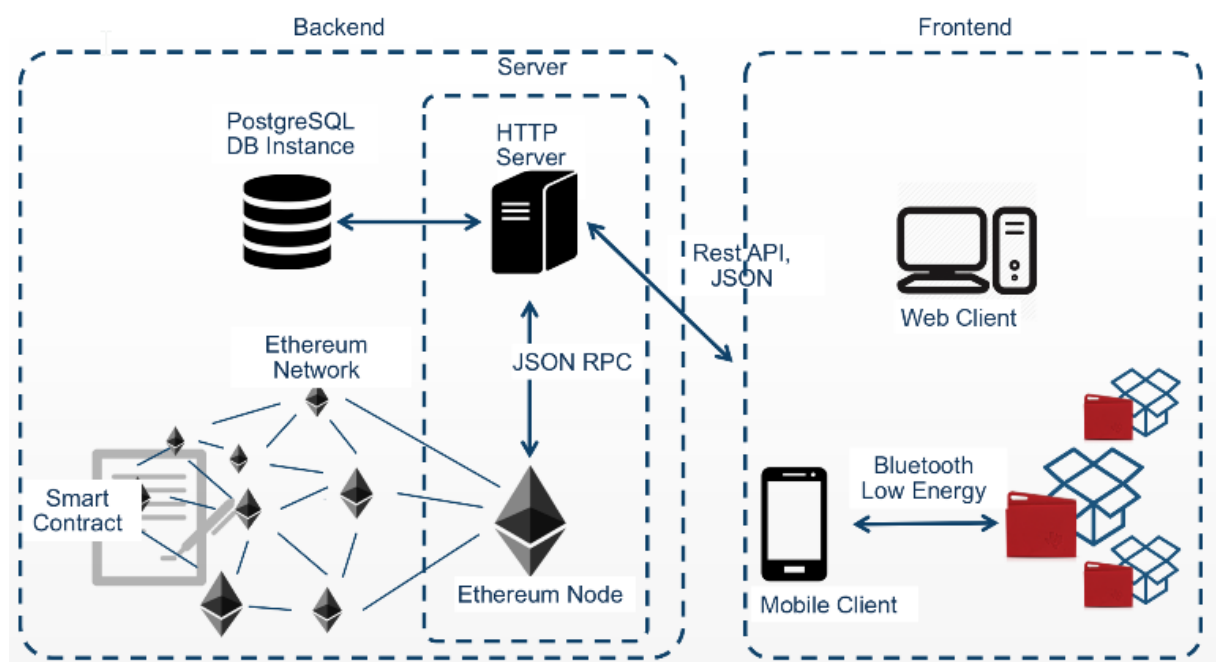 Backend
Frontend
Server
PostgreSQL
DB Instance
HTTP
Server
Rest API,
JSON
Web Client
Ethereum
Network
JSON RPC
Smart
Contract
Bluetooth
Low Energy
Ethereum Node
Mobile Client